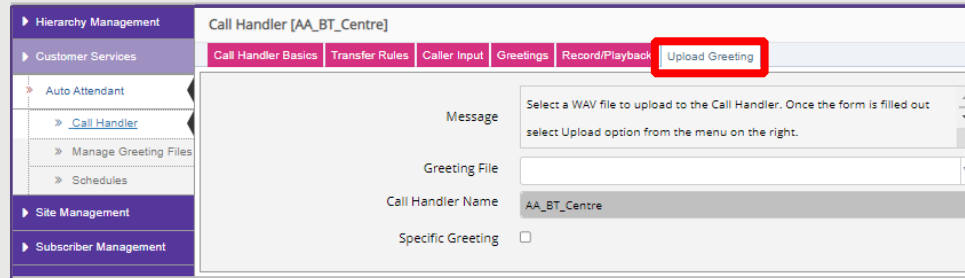 Hierarchy Management
Customer Services
Auto Attendant
Call Handler
Manage Greeting Files
Schedules
Site Management
Subscriber Management
Call Handler [AA_BT_Centre]
Call Handler Basics Transfer Rules Caller Input Greetings Record/Playback Upload Greeting
Message
Select a WAV file to upload to the Call Handler. Once the form is filled out
select Upload option from the menu on the right.
Greeting File
Call Handler Name AA_BT_Centre
Specific Greeting